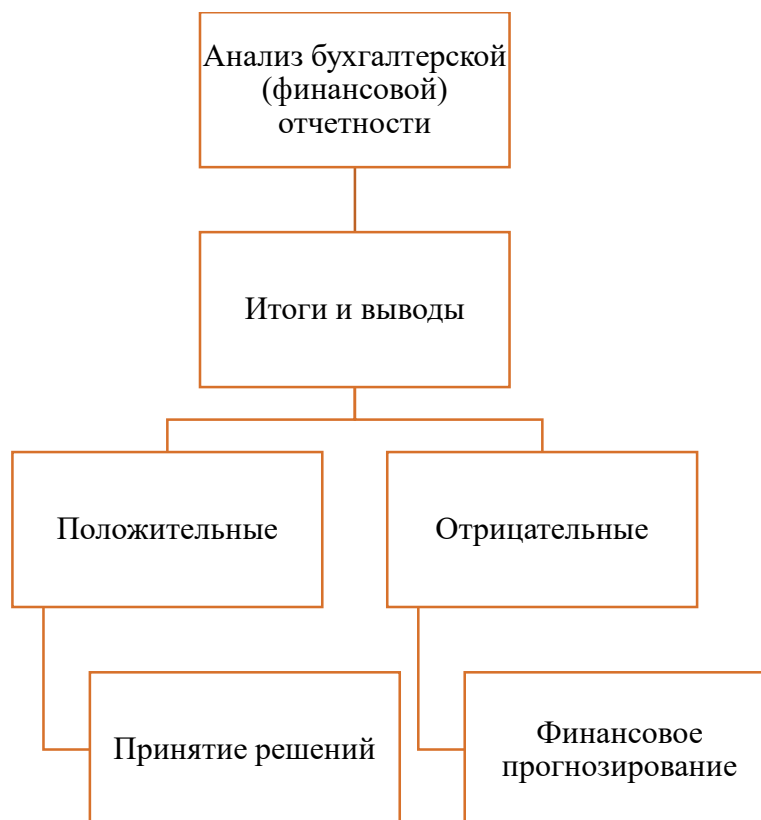 Анализ бухгалтерской
(финансовой)
отчетности
Итоги и выводы
Положительные
Отрицательные
Принятие решений
Финансовое
прогнозирование